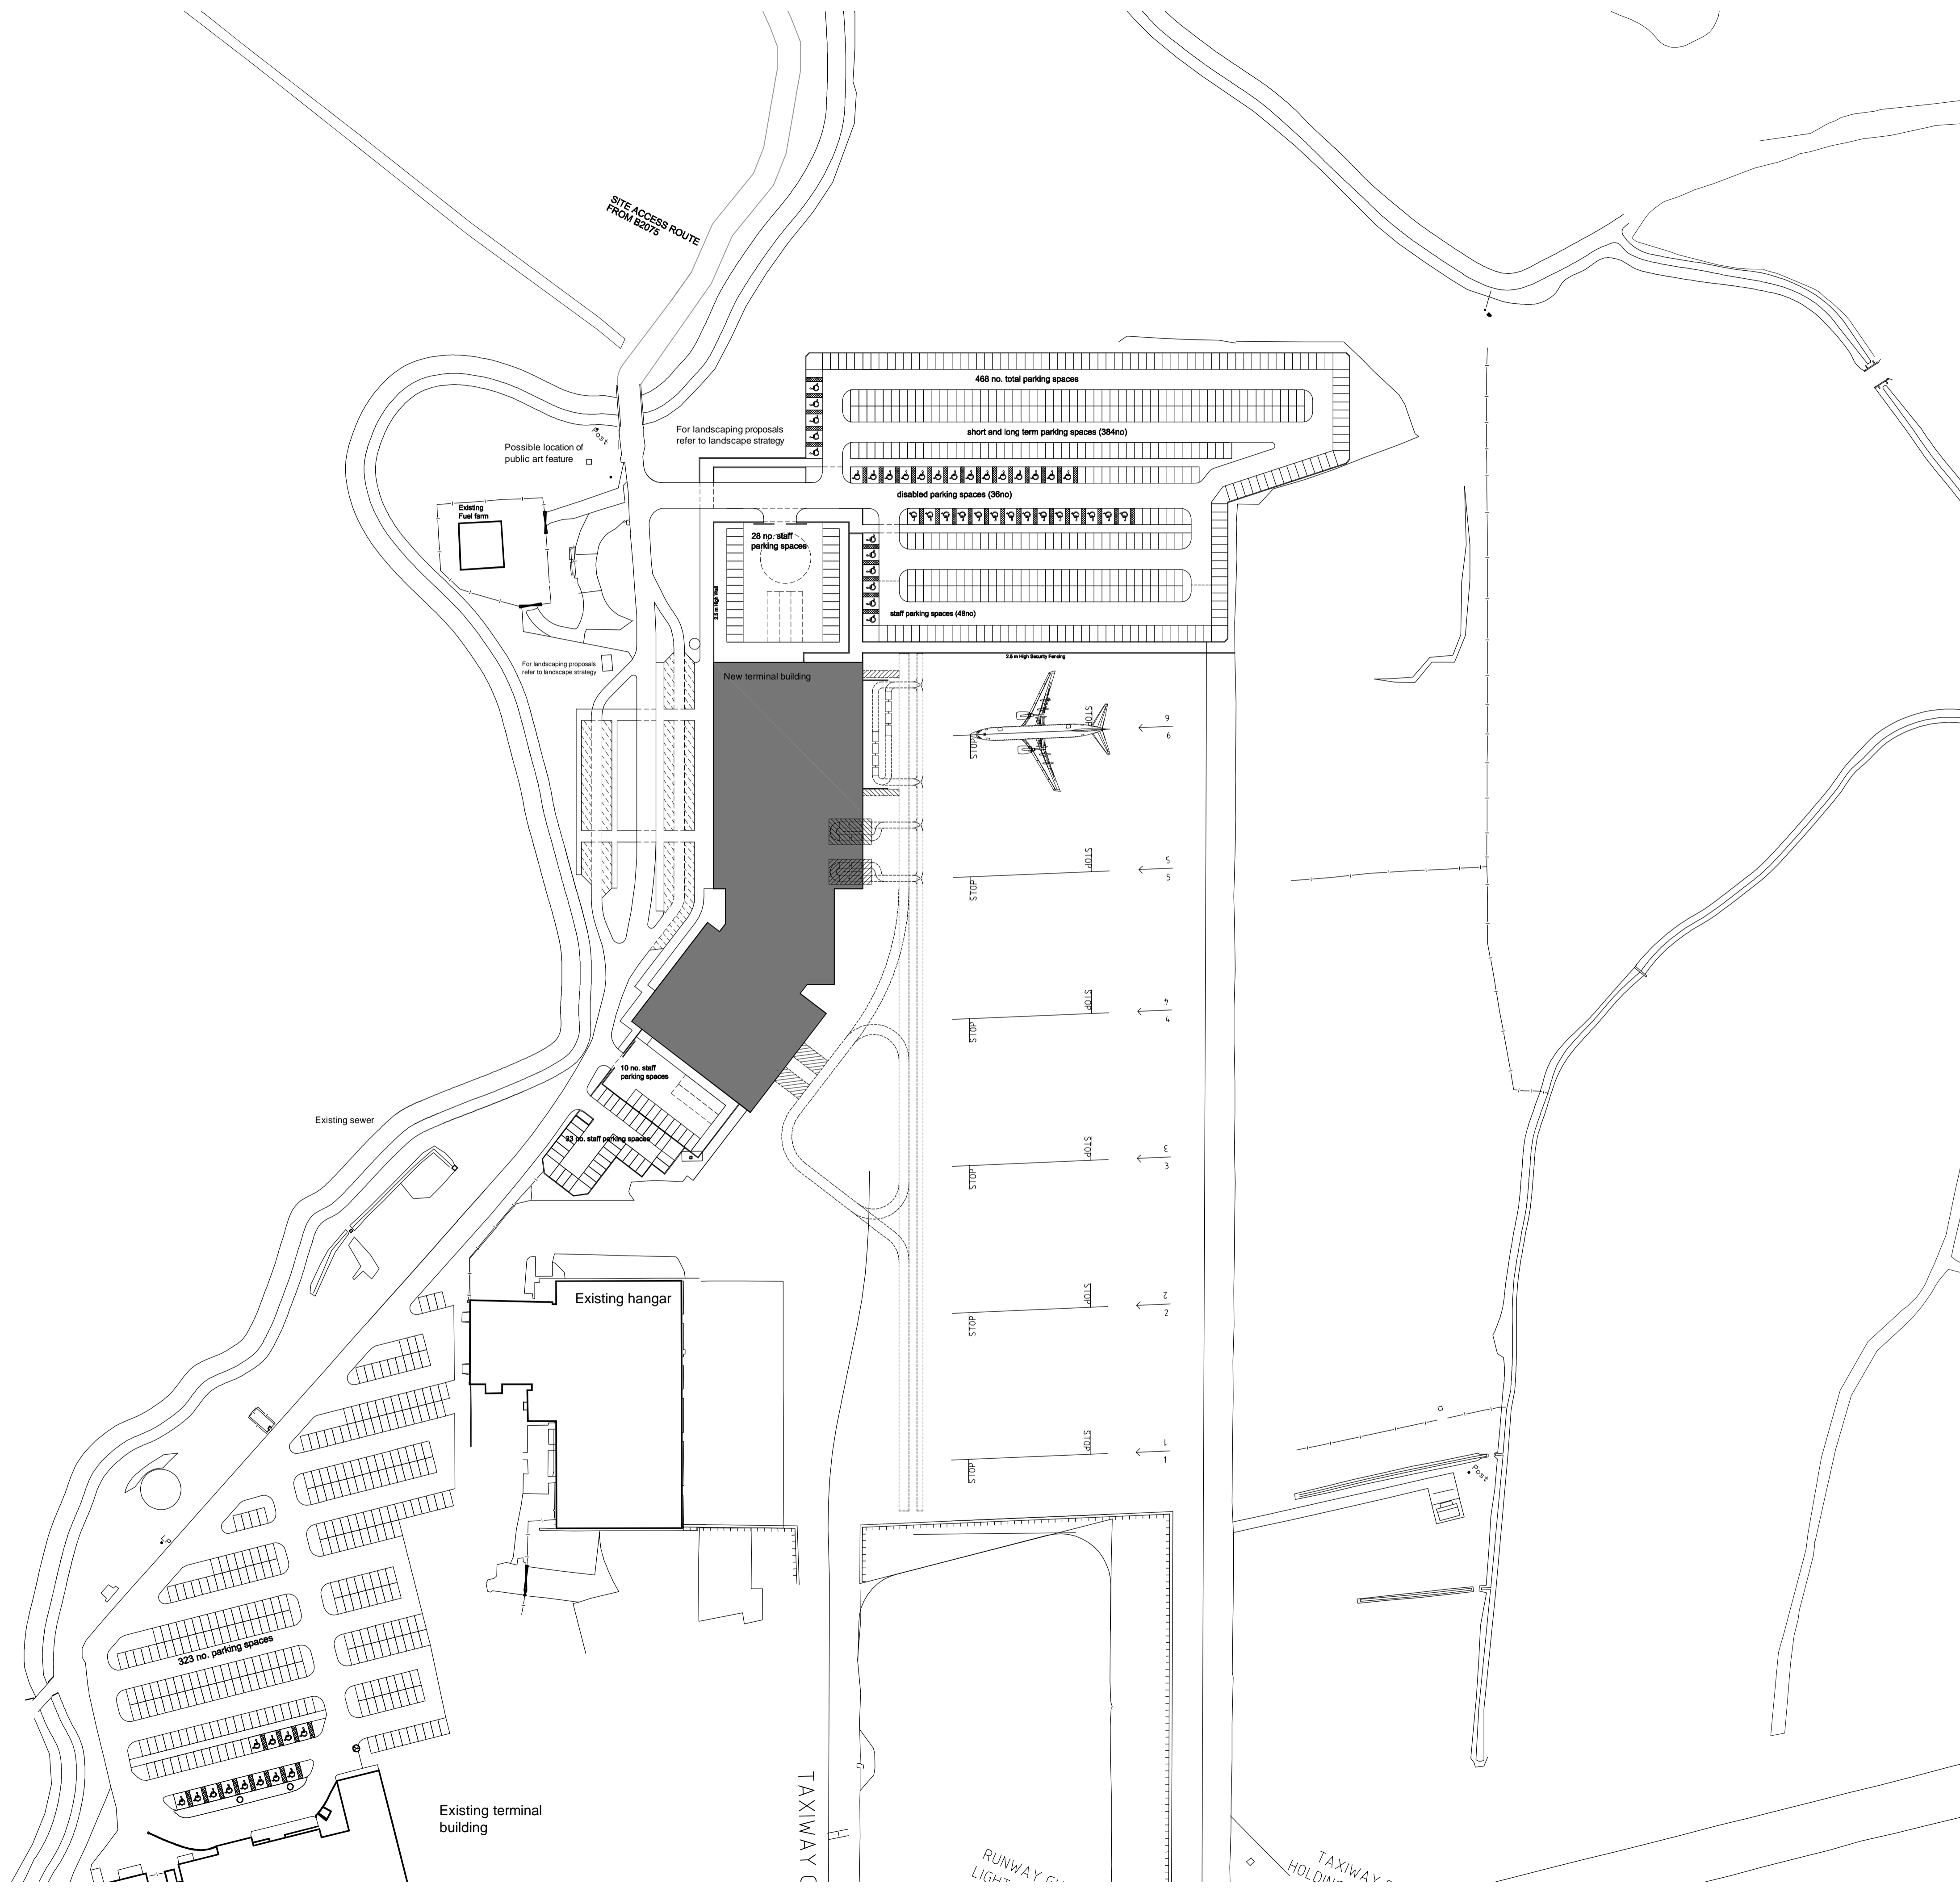 SITE ACCESS ROUTE
FROM B2075
468 no. total parking spaces
For landscaping proposals
refer to landscape strategy
short and long term parking spaces (384no)
Post
Possible location of
public art feature
disabled parking spaces (36no)
Existing
Fuel farm
28 no. staff
parking spaces
2.5 m High Wall
staff parking spaces (48no)
2.5 m High Security Fencing
For landscaping proposals
refer to landscape strategy
New terminal building
STOP
STOP
6
6
STOP
STOP
5
5
STOP
STOP
4
4
10 no. staff
parking spaces
Existing sewer
33 no. staff parking spaces
STOP
STOP
3
3
Existing hangar
STOP
STOP
2
2
STOP
STOP
1
1
Post
323 no. parking spaces
Existing terminal
building
TAXIWAY
RUNWAY
TAXIWAY